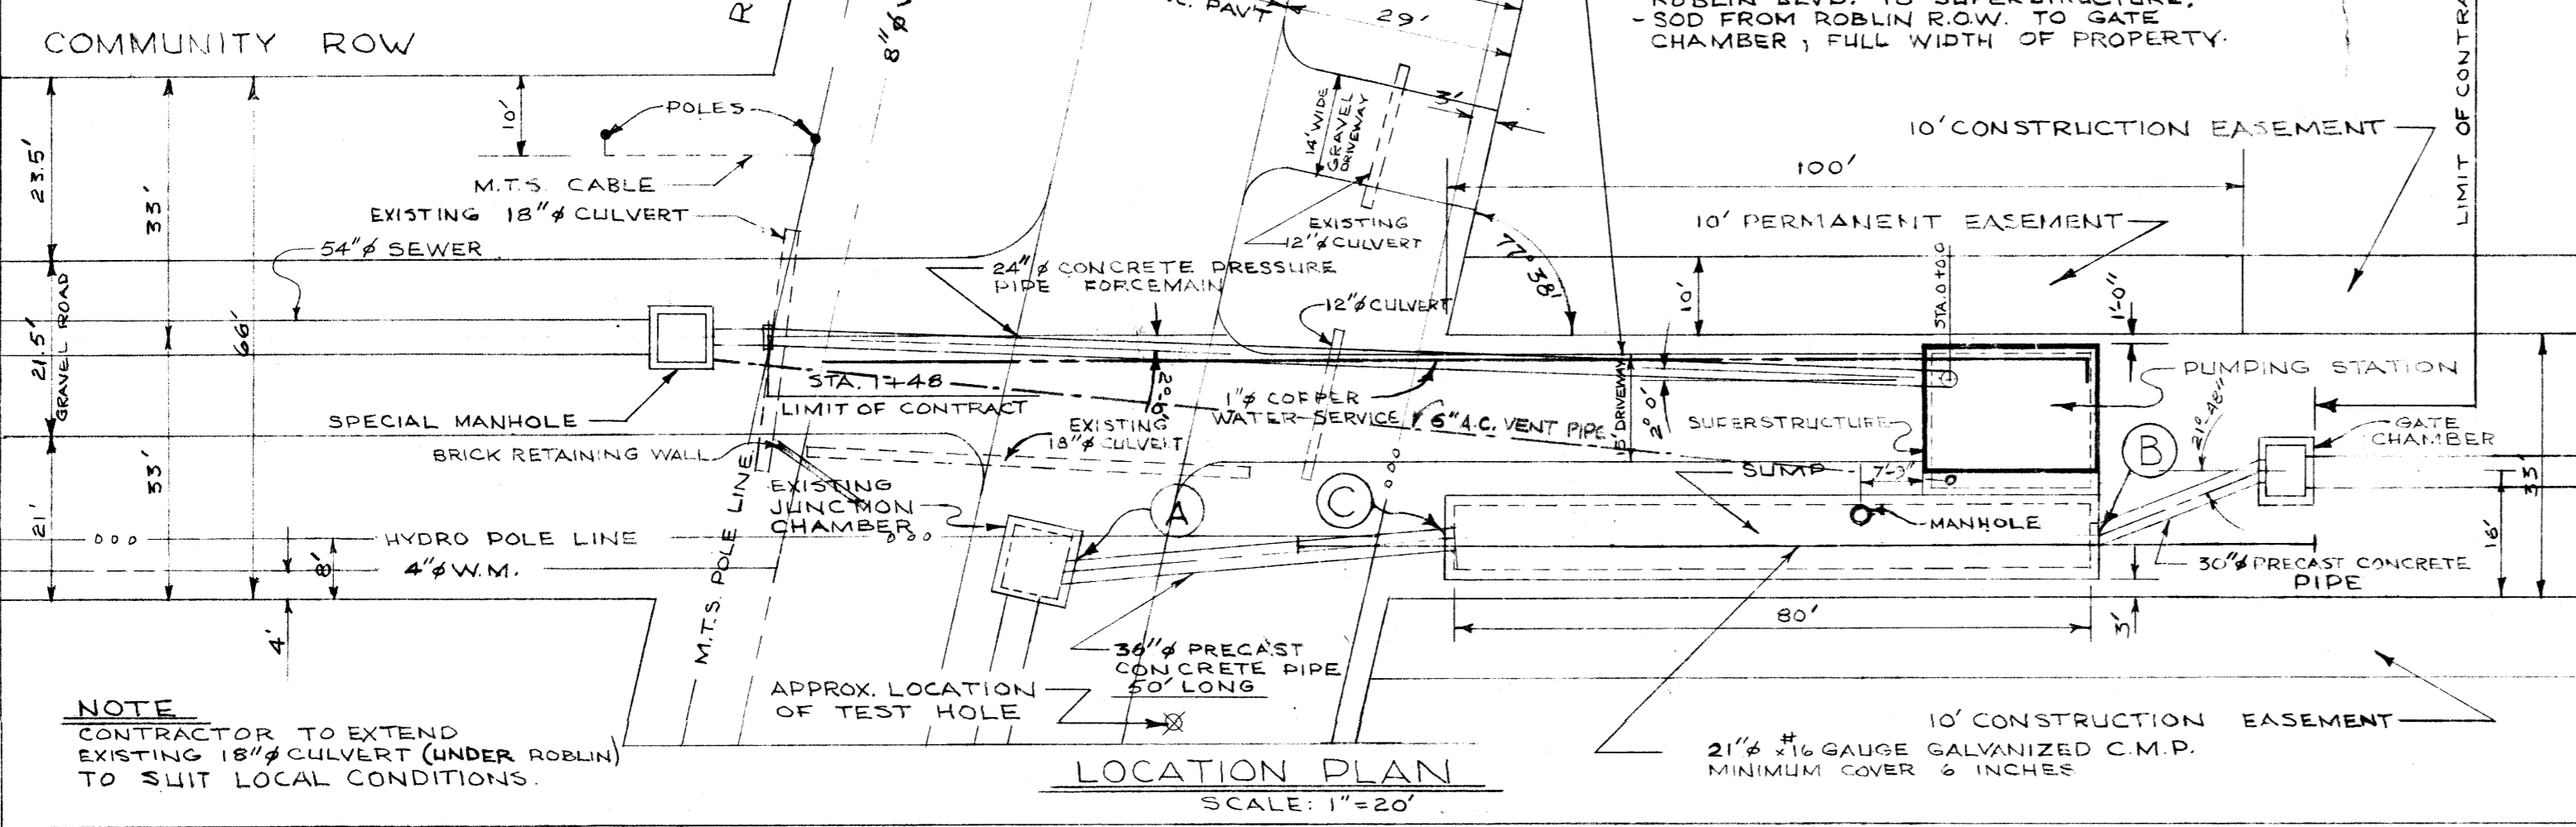 COMMUNITY ROW
R
8"ø
PAV'T
29'
ROBLIN BLVD. TO SUPERSTRUCTURE,
- SOD FROM ROBLIN R.O.W. TO GATE
CHAMBER, FULL WIDTH OF PROPERTY.
LIMIT OF CONTRA
10'
POLES
M.T.S. CABLE
EXISTING 18"ø CULVERT
54"ø SEWER
23.5'
33'
21.5'
GRAVEL ROAD
66'
33'
21'
14' WIDE
GRAVEL
DRIVEWAY
3'
EXISTING
12"ø CULVERT
77°38'
10' CONSTRUCTION EASEMENT
100'
10' PERMANENT EASEMENT
24"ø CONCRETE PRESSURE
PIPE FORCEMAIN
12"ø CULVERT
10'
STA. 0+00
1'-0"
STA. 1+48
LIMIT OF CONTRACT
SPECIAL MANHOLE
BRICK RETAINING WALL
EXISTING
18"ø CULVERT
1"ø COPPER
WATER SERVICE
6" A.C. VENT PIPE
15' DRIVEWAY
2'0"
SUPERSTRUCTURE
PUMPING STATION
21°48"
GATE
CHAMBER
B
SUMP
7'-9"
MANHOLE
EXISTING
JUNCTION
CHAMBER
A
C
HYDRO POLE LINE
4"ø W.M.
8'
4'
M.T.S. POLE LINE
33'
16'
30"ø PRECAST CONCRETE
PIPE
80'
3'
36"ø PRECAST
CONCRETE PIPE
50' LONG
APPROX. LOCATION
OF TEST HOLE
NOTE
CONTRACTOR TO EXTEND
EXISTING 18"ø CULVERT (UNDER ROBLIN)
TO SUIT LOCAL CONDITIONS.
10' CONSTRUCTION EASEMENT
21"ø x #16 GAUGE GALVANIZED C.M.P.
MINIMUM COVER 6 INCHES
LOCATION PLAN
SCALE: 1"=20'